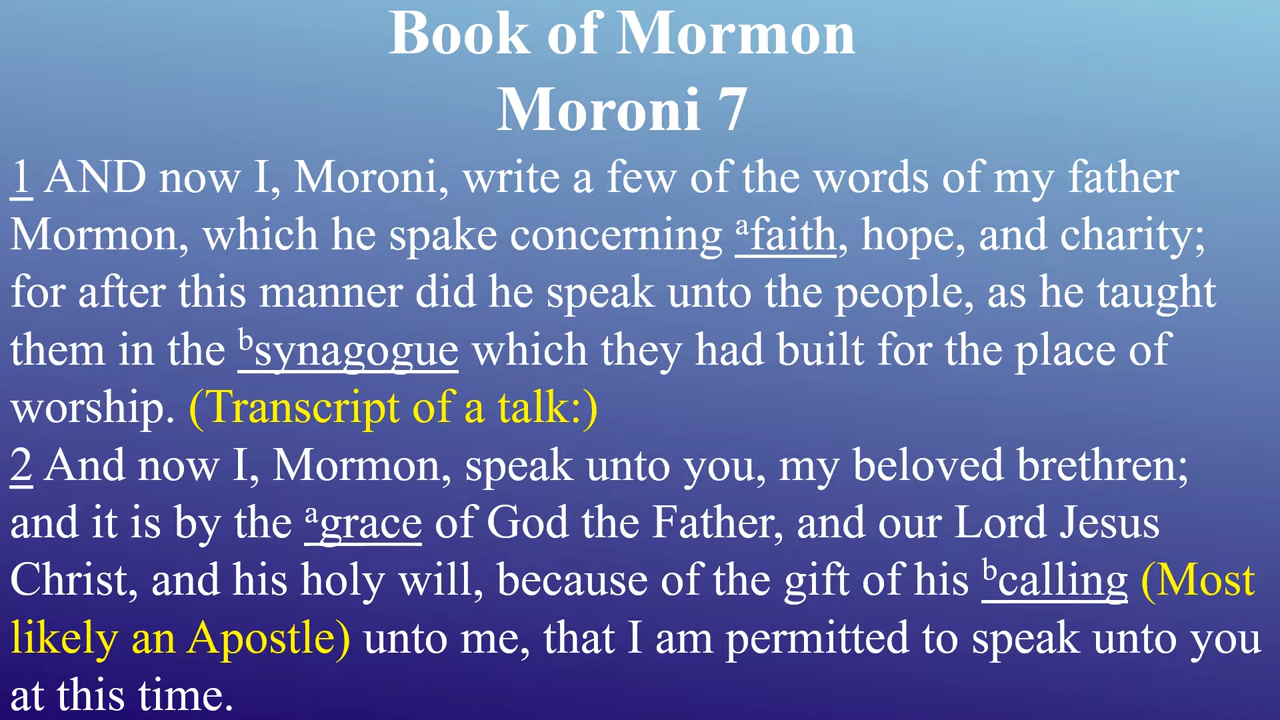 Book of Mormon
Moroni 7
1 AND now I, Moroni, write a few of the words of my father
Mormon, which he spake concerning ᵃfaith, hope, and charity;
for after this manner did he speak unto the people, as he taught
them in the ᵇsynagogue which they had built for the place of
worship. (Transcript of a talk:)
2 And now I, Mormon, speak unto you, my beloved brethren;
and it is by the ᵃgrace of God the Father, and our Lord Jesus
Christ, and his holy will, because of the gift of his ᵇcalling (Most
likely an Apostle) unto me, that I am permitted to speak unto you
at this time.